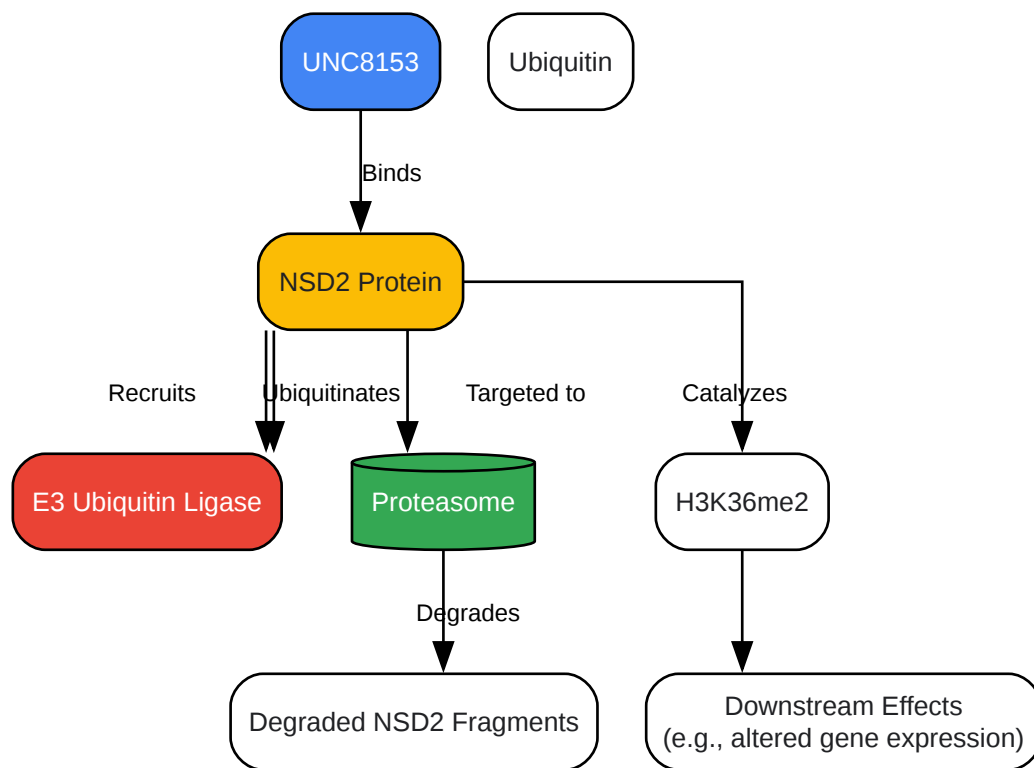 UNC8153
Ubiquitin
Binds
NSD2 Protein
Recruits
Ubiquitinates
Targeted to
Catalyzes
E3 Ubiquitin Ligase
Proteasome
H3K36me2
Degrades
Degraded NSD2 Fragments
Downstream Effects
(e.g., altered gene expression)